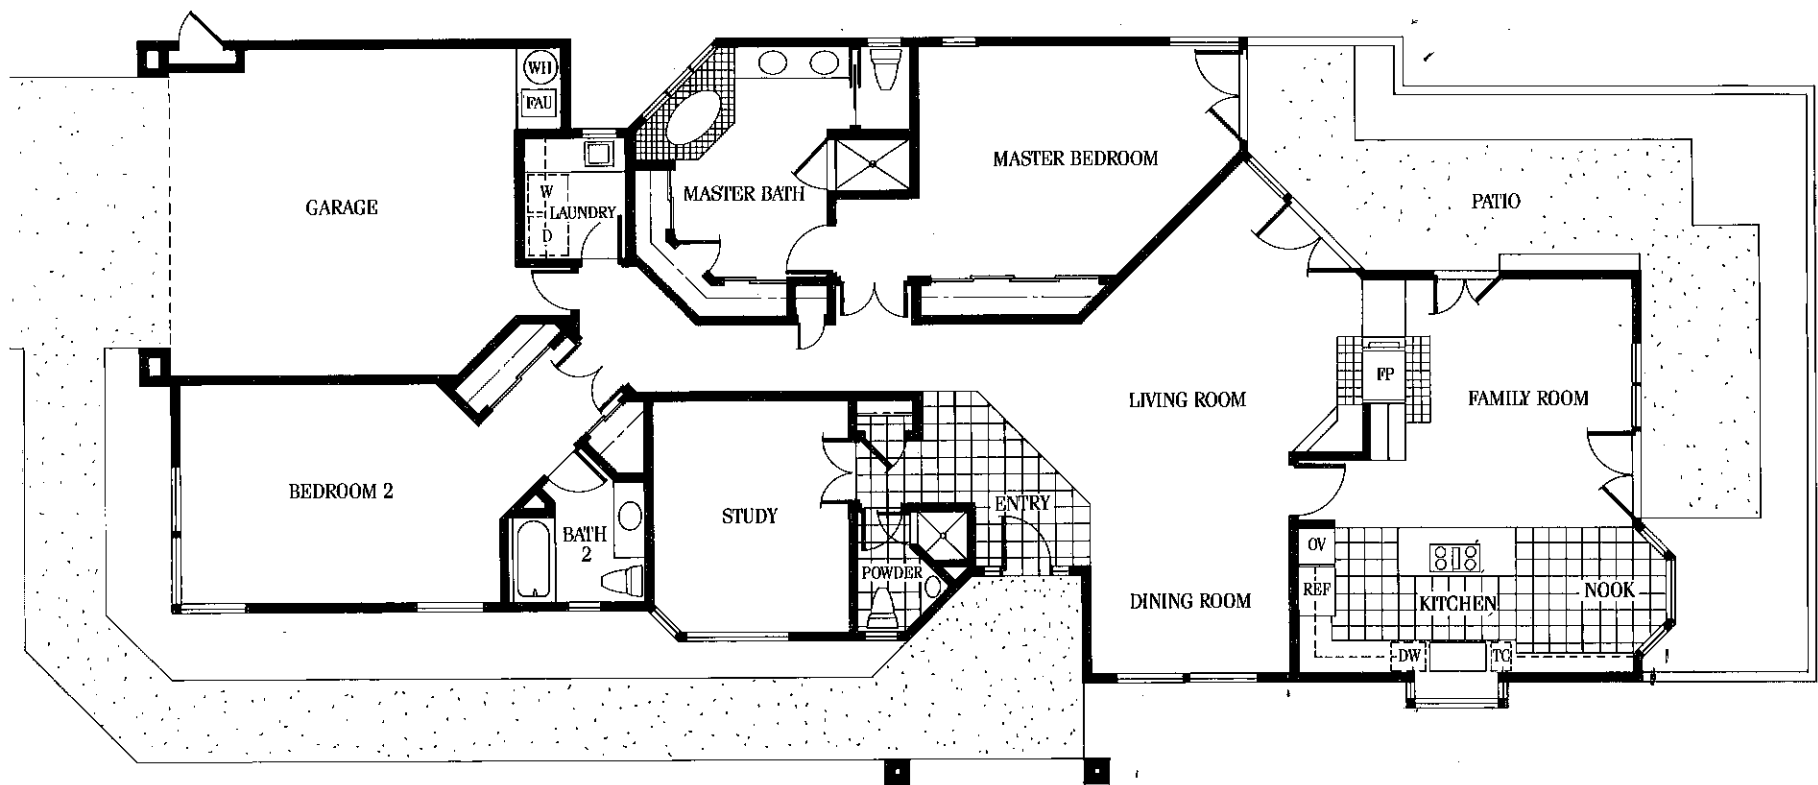 WH
FAU
GARAGE
W
LAUNDRY
D
MASTER BATH
MASTER BEDROOM
PATIO
LIVING ROOM
FP
FAMILY ROOM
BEDROOM 2
BATH
2
STUDY
ENTRY
POWDER
DINING ROOM
OV
REF
KITCHEN
NOOK
DW
TC